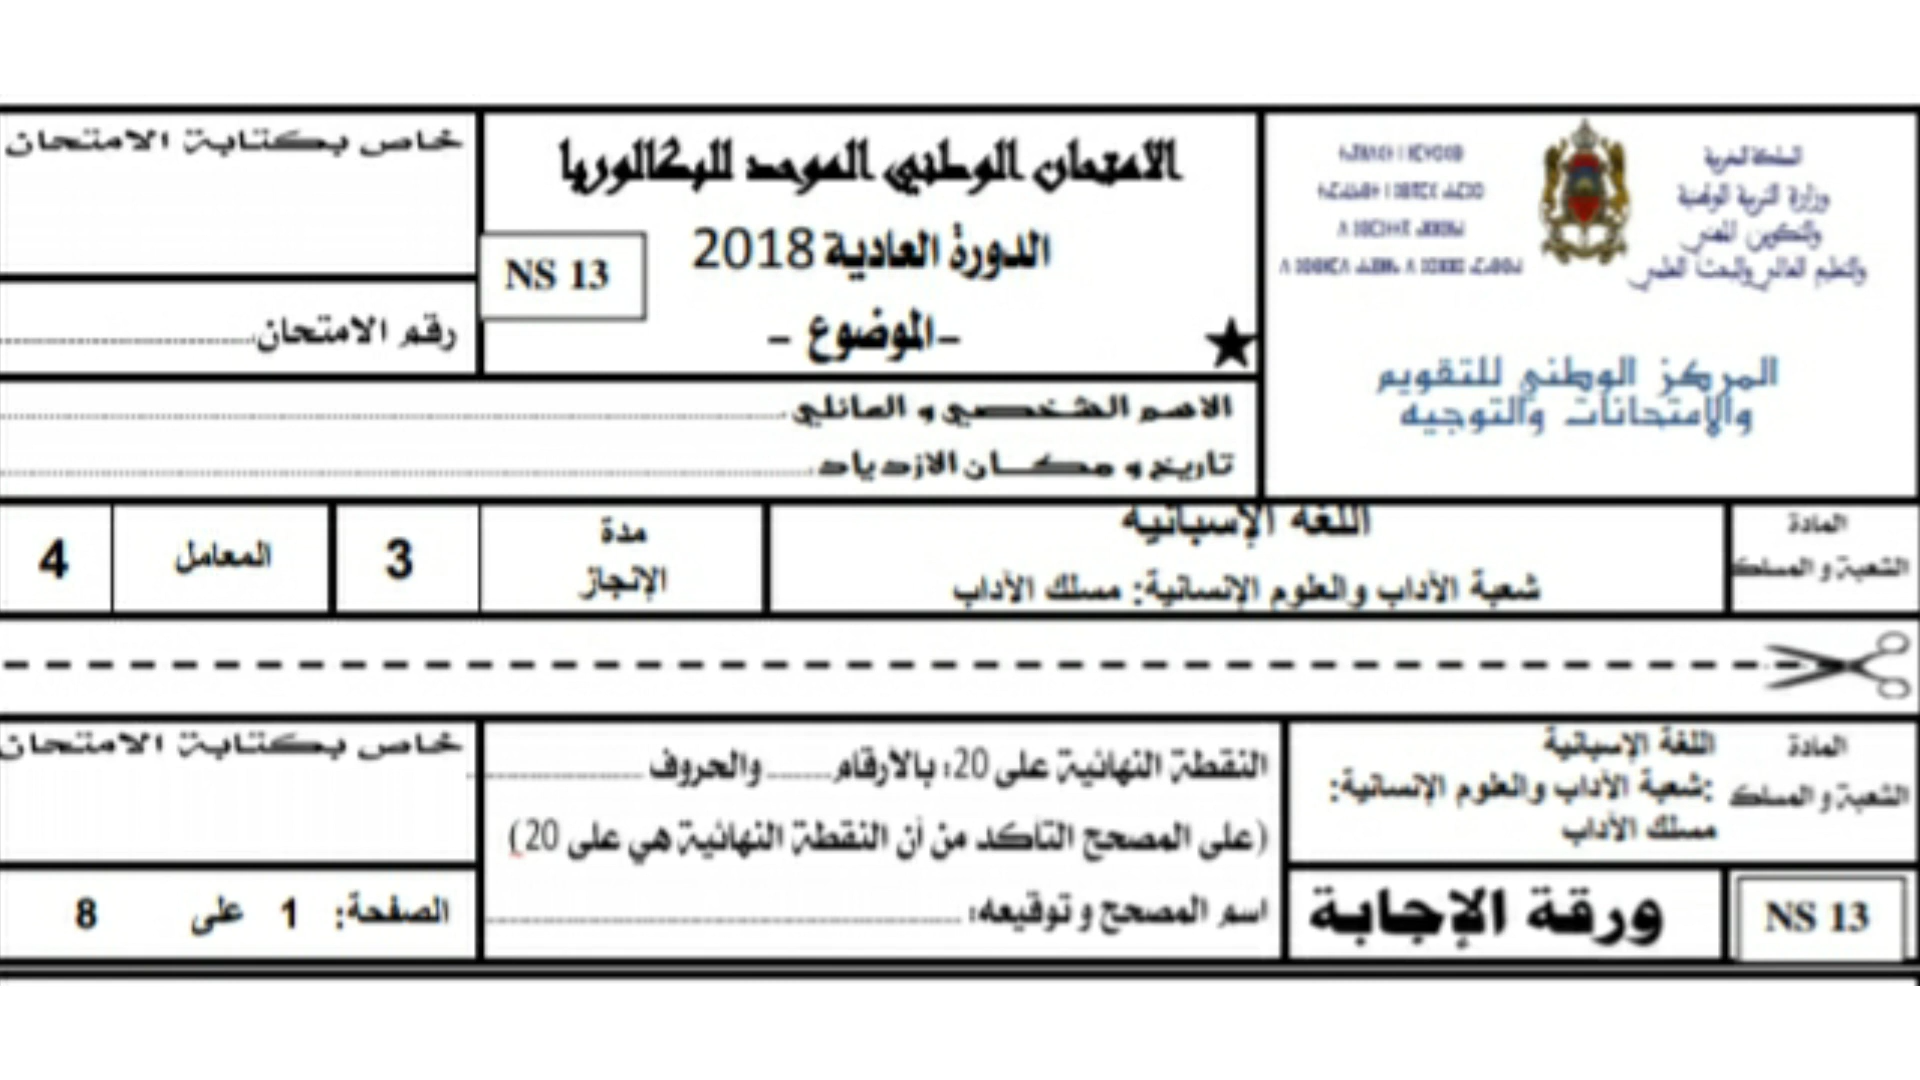 المملكة المغربية
وزارة التربية الوطنية
والتكوين المهني
والتعليم العالي والبحث العلمي
المركز الوطني للتقويم
والامتحانات والتوجيه
الامتحان الوطني الموحد للبكالوريا
الدورة العادية 2018
-الموضوع -
NS 13
خاص بكتابة الامتحان
رقم الامتحان
الاسم الشخصي و العائلي
تاريخ و مكان الازدياد
المادة
اللغة الإسبانية
الشعبة و المسلك
شعبة الآداب والعلوم الإنسانية: مسلك الآداب
مدة
الإنجاز
3
المعامل
4
المادة
اللغة الإسبانية
الشعبة و المسلك
:شعبة الآداب والعلوم الإنسانية:
مسلك الآداب
NS 13
ورقة الإجابة
النقطة النهائية على 20: بالأرقام........والحروف
(على المصحح التأكد من أن النقطة النهائية هي على 20)
اسم المصحح و توقيعه:
خاص بكتابة الامتحان
الصفحة: 1 على 8